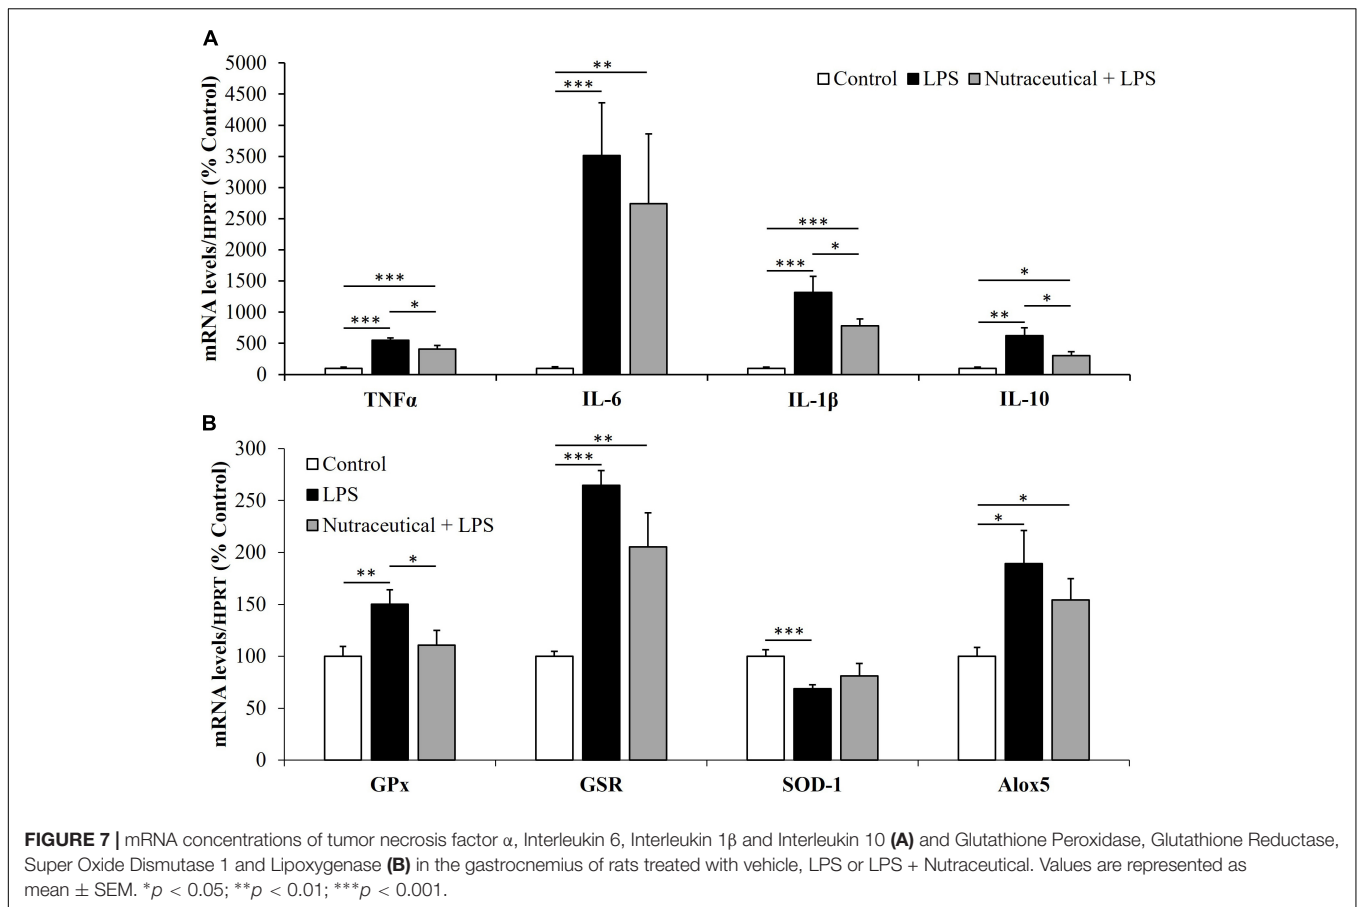 A
mRNA levels/HPRT (% Control)
5000
4500
4000
3500
3000
2500
2000
1500
1000
500
0
Control LPS Nutraceutical + LPS
*** * ***
*** **
*** * ***
** * *
TNFα IL-6 IL-1β IL-10
B
mRNA levels/HPRT (% Control)
300
250
200
150
100
50
0
Control
LPS
Nutraceutical + LPS
** *
*** **
***
* *
GPx GSR SOD-1 Alox5
FIGURE 7 | mRNA concentrations of tumor necrosis factor α, Interleukin 6, Interleukin 1β and Interleukin 10 (A) and Glutathione Peroxidase, Glutathione Reductase,
Super Oxide Dismutase 1 and Lipoxygenase (B) in the gastrocnemius of rats treated with vehicle, LPS or LPS + Nutraceutical. Values are represented as
mean ± SEM. *p < 0.05; **p < 0.01; ***p < 0.001.